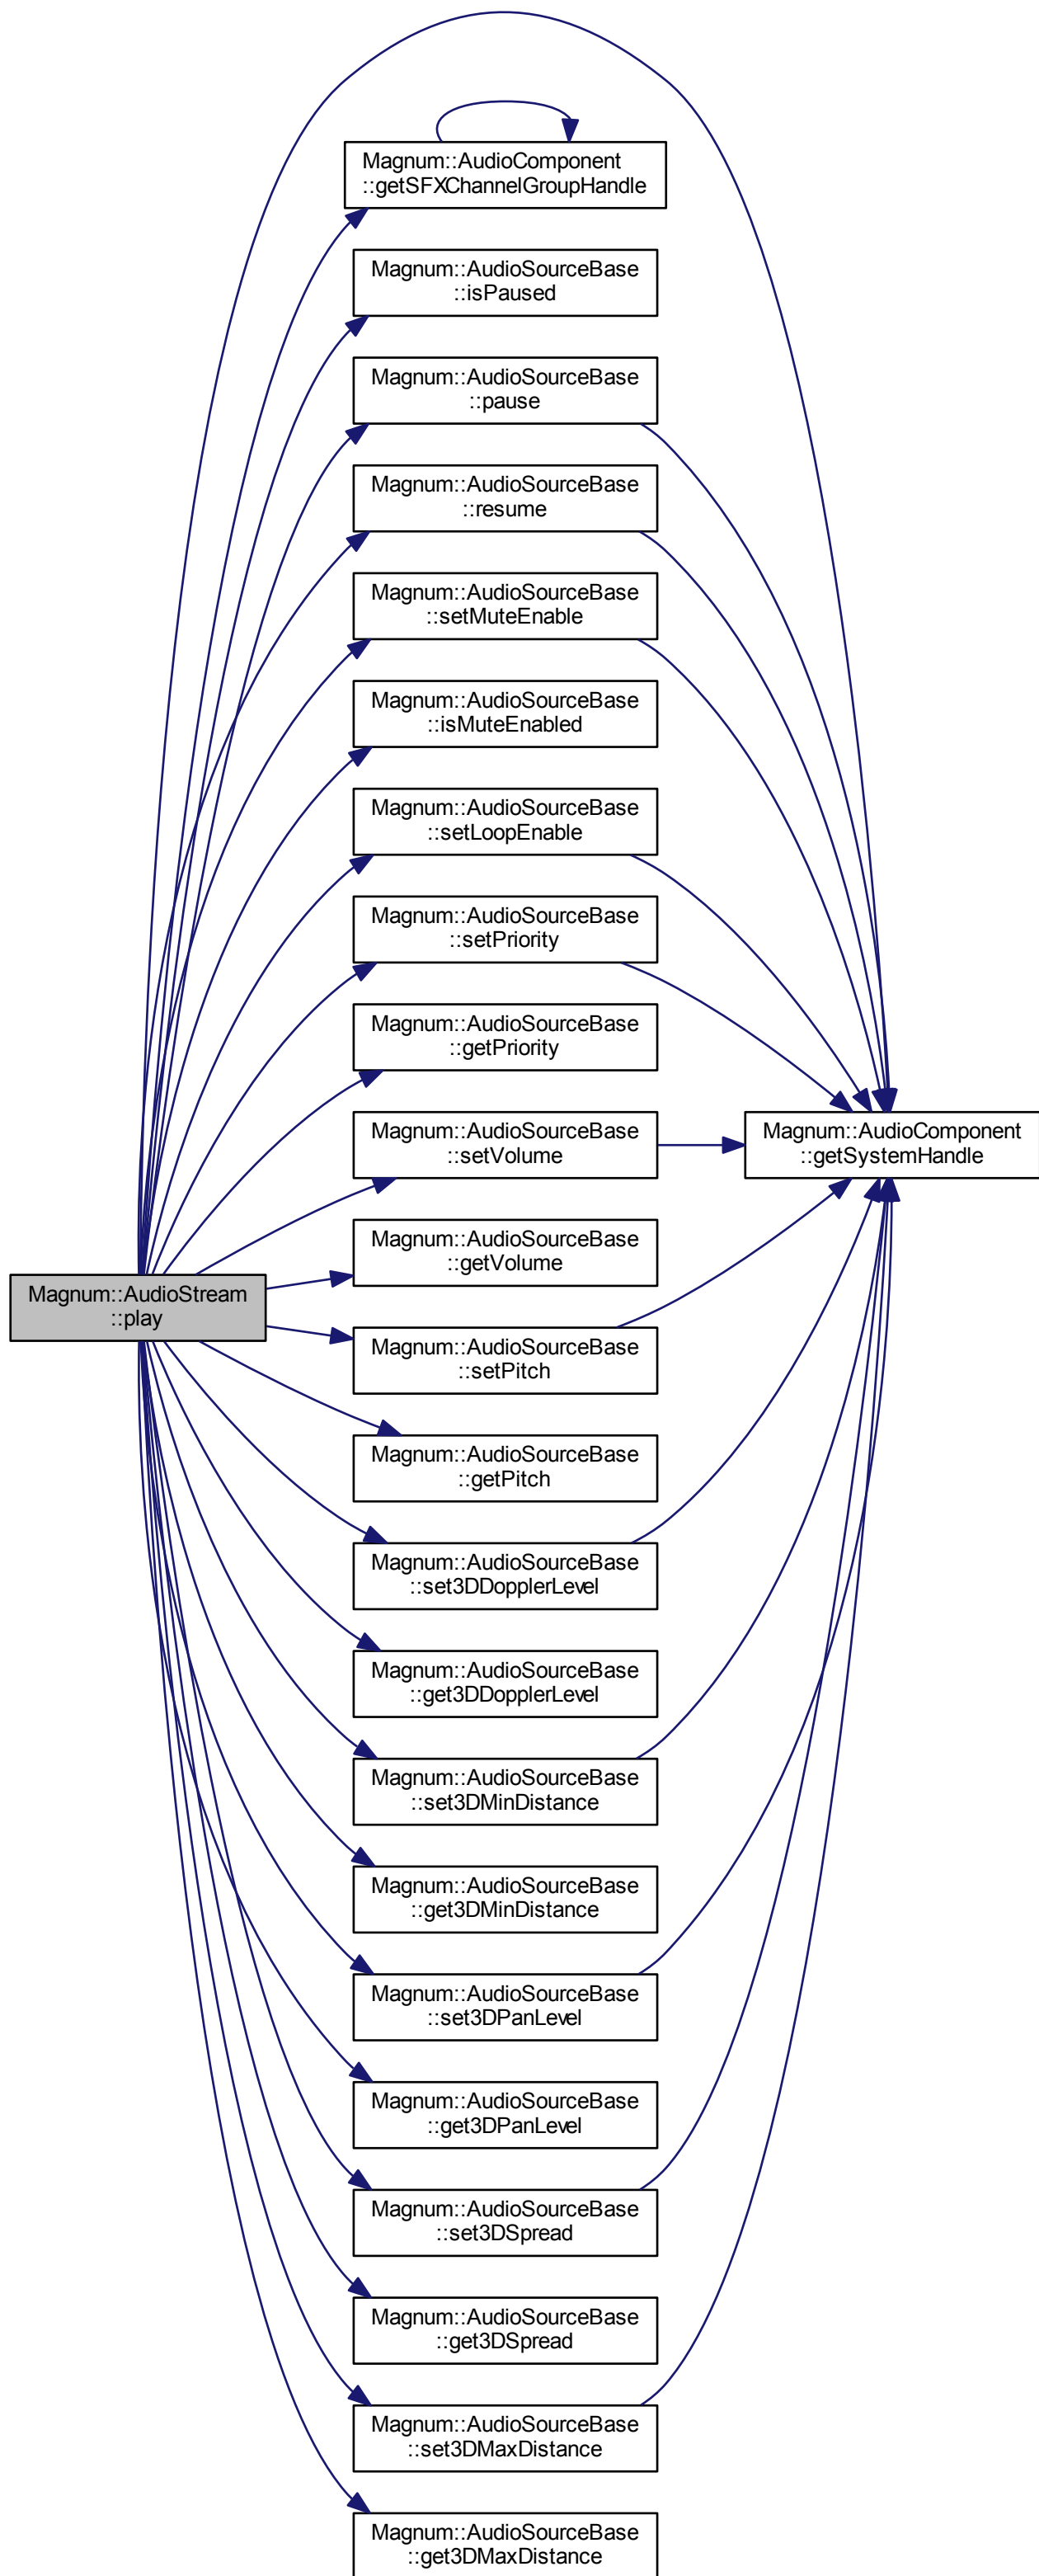 Magnum::AudioComponent
::getSFXChannelGroupHandle
Magnum::AudioSourceBase
::isPaused
Magnum::AudioSourceBase
::pause
Magnum::AudioSourceBase
::resume
Magnum::AudioSourceBase
::setMuteEnable
Magnum::AudioSourceBase
::isMuteEnabled
Magnum::AudioSourceBase
::setLoopEnable
Magnum::AudioSourceBase
::setPriority
Magnum::AudioSourceBase
::getPriority
Magnum::AudioSourceBase
::setVolume
Magnum::AudioComponent
::getSystemHandle
Magnum::AudioSourceBase
::getVolume
Magnum::AudioStream
::play
Magnum::AudioSourceBase
::setPitch
Magnum::AudioSourceBase
::getPitch
Magnum::AudioSourceBase
::set3DDopplerLevel
Magnum::AudioSourceBase
::get3DDopplerLevel
Magnum::AudioSourceBase
::set3DMinDistance
Magnum::AudioSourceBase
::get3DMinDistance
Magnum::AudioSourceBase
::set3DPanLevel
Magnum::AudioSourceBase
::get3DPanLevel
Magnum::AudioSourceBase
::set3DSpread
Magnum::AudioSourceBase
::get3DSpread
Magnum::AudioSourceBase
::set3DMaxDistance
Magnum::AudioSourceBase
::get3DMaxDistance